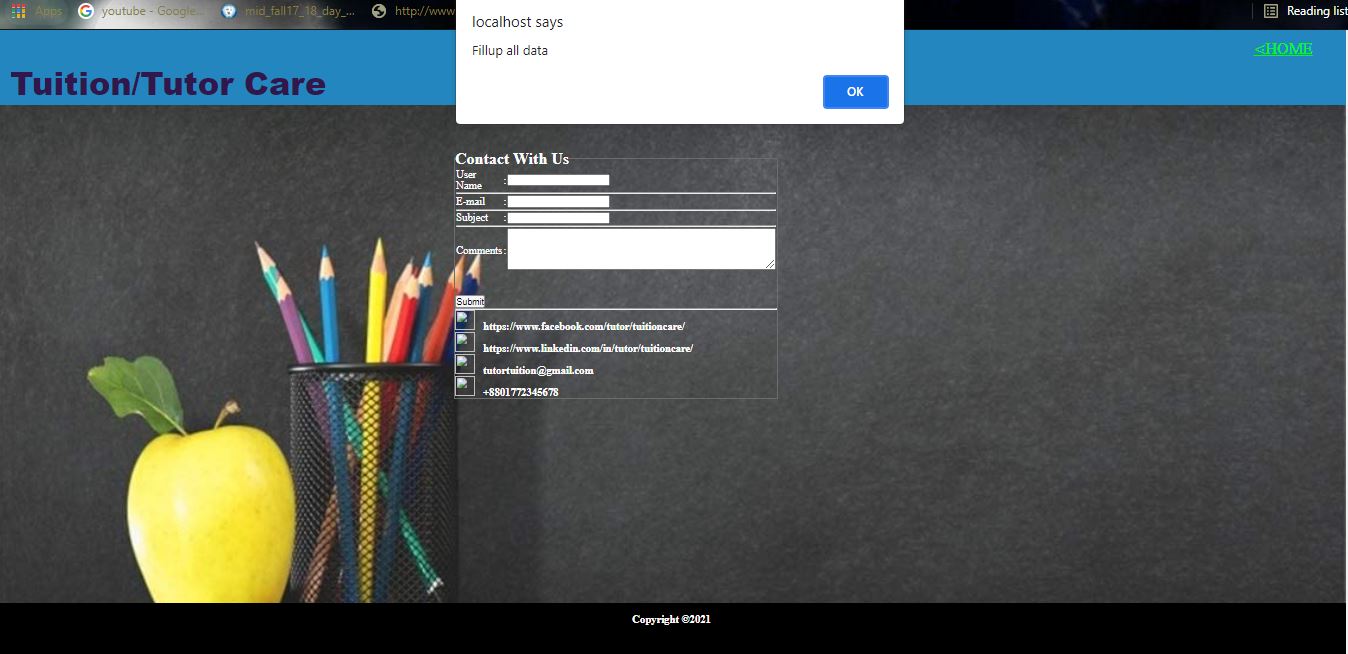 Apps youtube - Google... mid_fall17_18_day_... http://www Reading list
localhost says
Fillup all data
OK
<HOME
Tuition/Tutor Care
Contact With Us
User Name :
E-mail :
Subject :
Comments :
Submit
https://www.facebook.com/tutor/tuitioncare/
https://www.linkedin.com/in/tutor/tuitioncare/
tutortuition@gmail.com
+8801772345678
Copyright ©2021